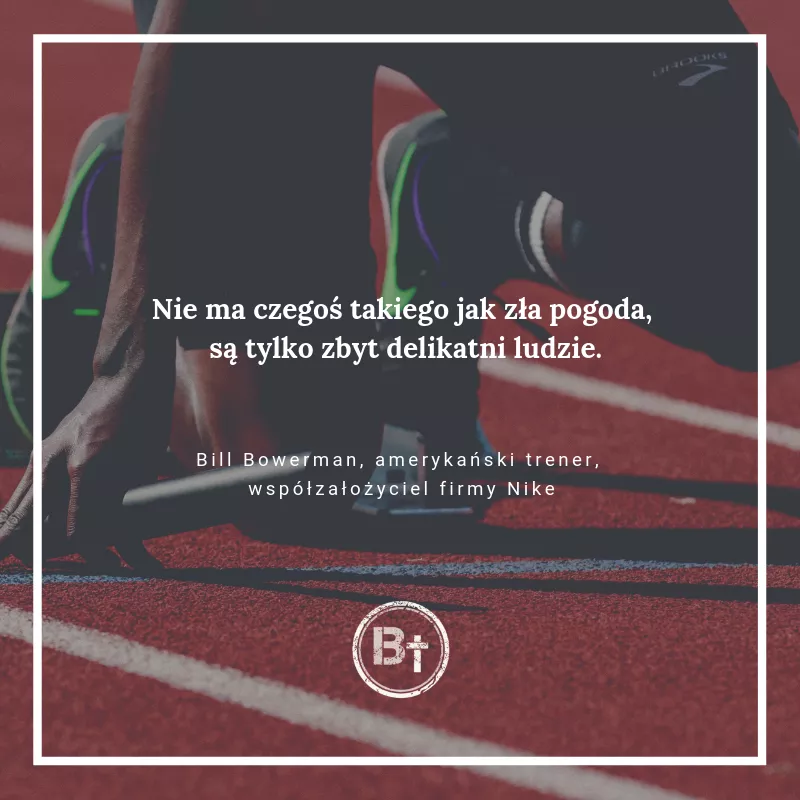 BROOKS
Nie ma czegoś takiego jak zła pogoda,
są tylko zbyt delikatni ludzie.
Bill Bowerman, amerykański trener,
współzałożyciel firmy Nike
Bt